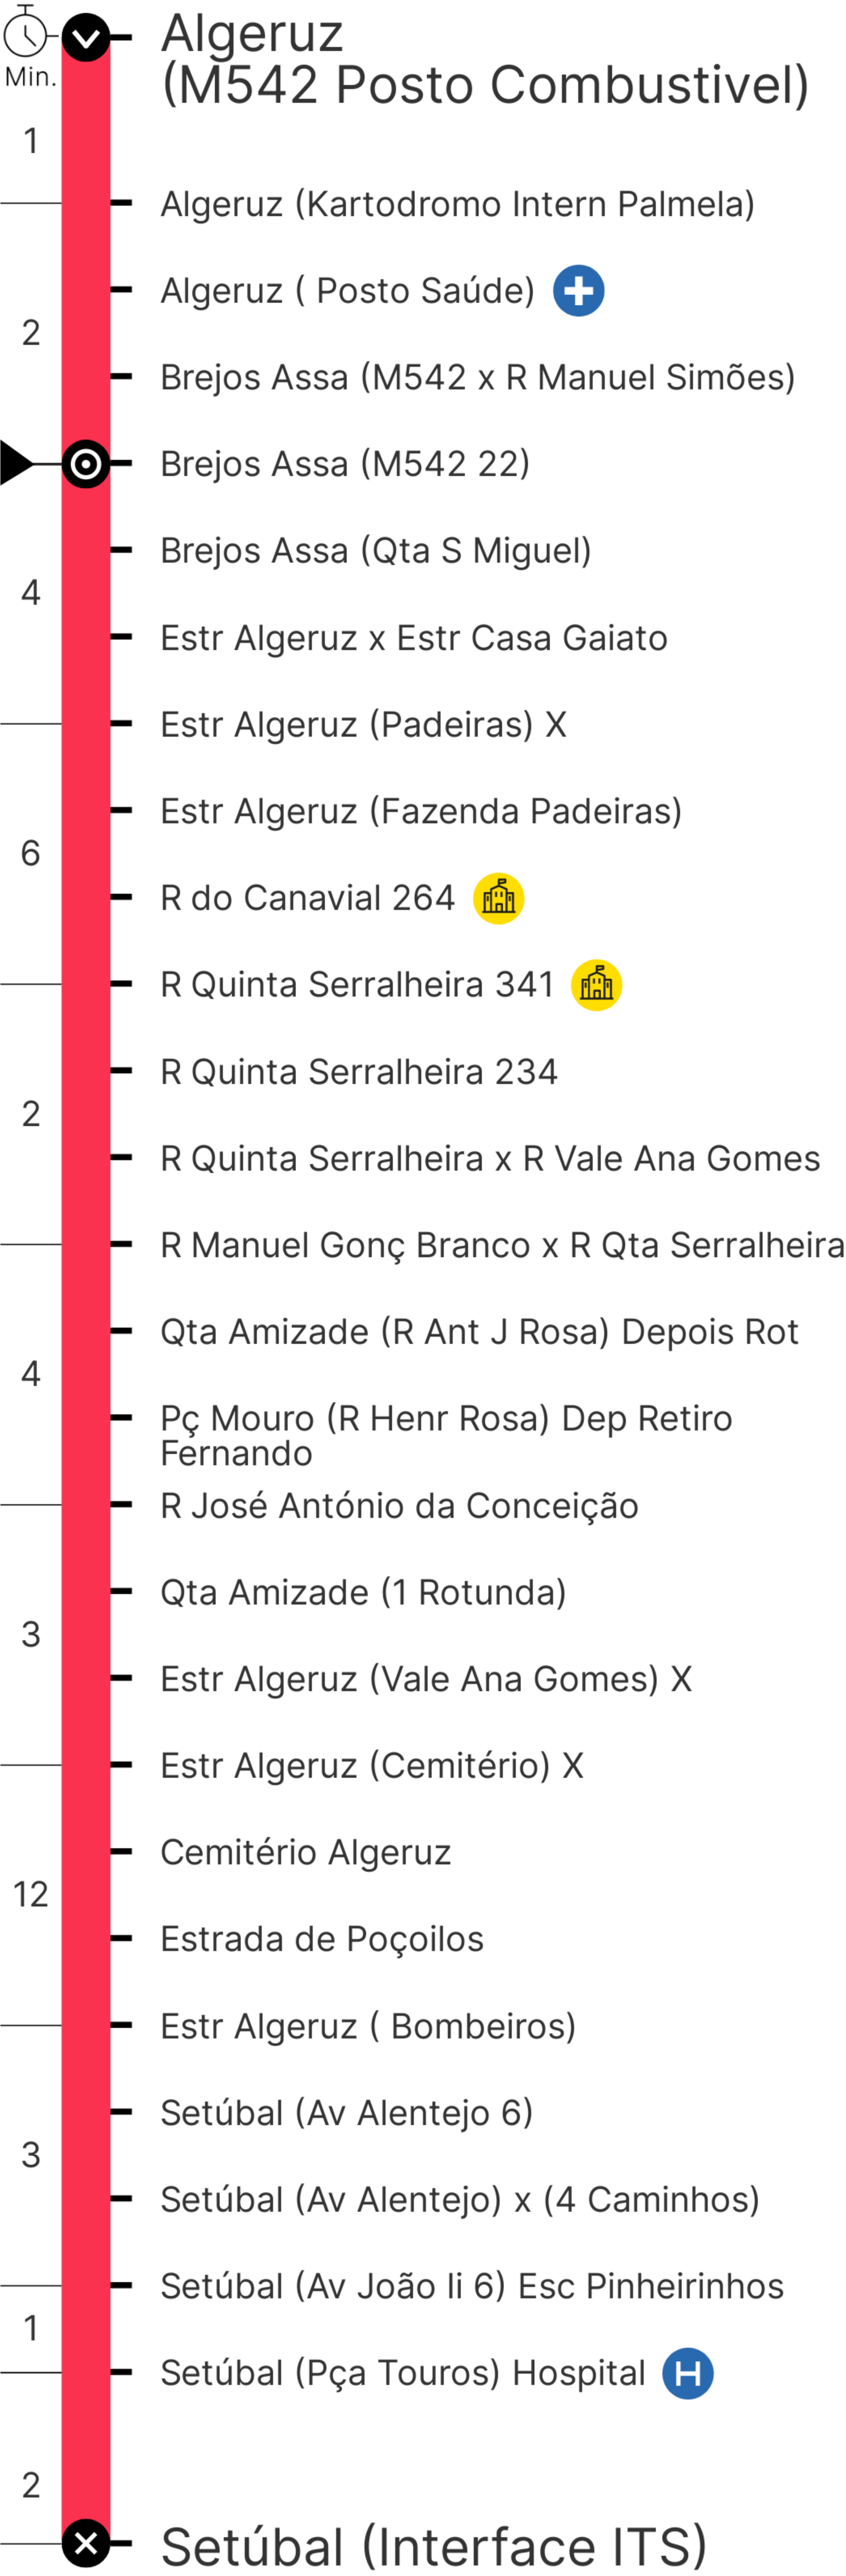 Algeruz
(M542 Posto Combustivel)
Min.
1
Algeruz (Kartodromo Intern Palmela)
Algeruz ( Posto Saúde)
2
Brejos Assa (M542 x R Manuel Simões)
Brejos Assa (M542 22)
Brejos Assa (Qta S Miguel)
4
Estr Algeruz x Estr Casa Gaiato
Estr Algeruz (Padeiras) X
Estr Algeruz (Fazenda Padeiras)
6
R do Canavial 264
R Quinta Serralheira 341
R Quinta Serralheira 234
2
R Quinta Serralheira x R Vale Ana Gomes
R Manuel Gonç Branco x R Qta Serralheira
Qta Amizade (R Ant J Rosa) Depois Rot
4
Pç Mouro (R Henr Rosa) Dep Retiro
Fernando
R José António da Conceição
Qta Amizade (1 Rotunda)
3
Estr Algeruz (Vale Ana Gomes) X
Estr Algeruz (Cemitério) X
Cemitério Algeruz
12
Estrada de Poçoilos
Estr Algeruz ( Bombeiros)
Setúbal (Av Alentejo 6)
3
Setúbal (Av Alentejo) x (4 Caminhos)
Setúbal (Av João Ii 6) Esc Pinheirinhos
1
Setúbal (Pça Touros) Hospital H
2
Setúbal (Interface ITS)